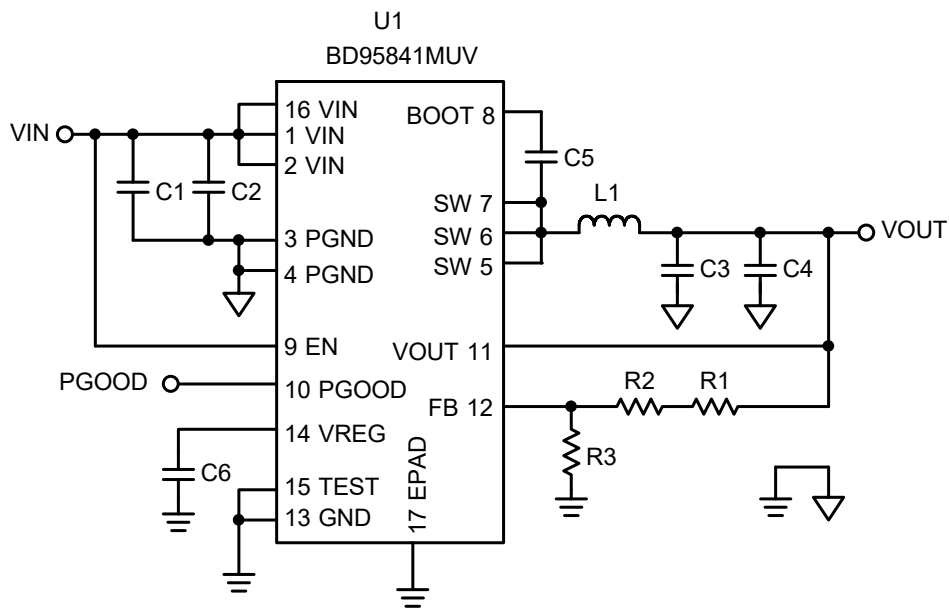 U1
BD95841MUV
16 VIN
BOOT 8
VIN
1 VIN
2 VIN
C5
C1
C2
SW 7
L1
3 PGND
SW 6
VOUT
4 PGND
SW 5
C3
C4
9 EN
VOUT 11
PGOOD
10 PGOOD
R2
R1
FB 12
14 VREG
R3
C6
15 TEST
13 GND
17 EPAD